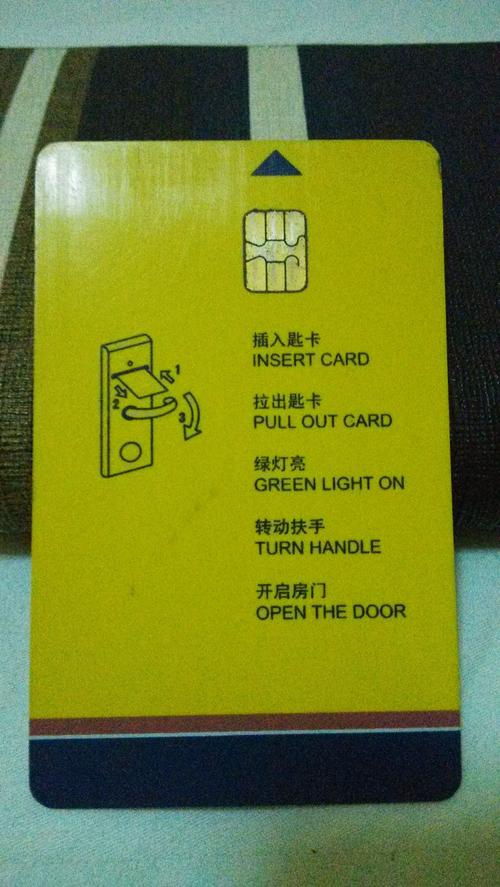 插入匙卡
INSERT CARD
拉出匙卡
PULL OUT CARD
绿灯亮
GREEN LIGHT ON
转动扶手
TURN HANDLE
开启房门
OPEN THE DOOR
1
2
3